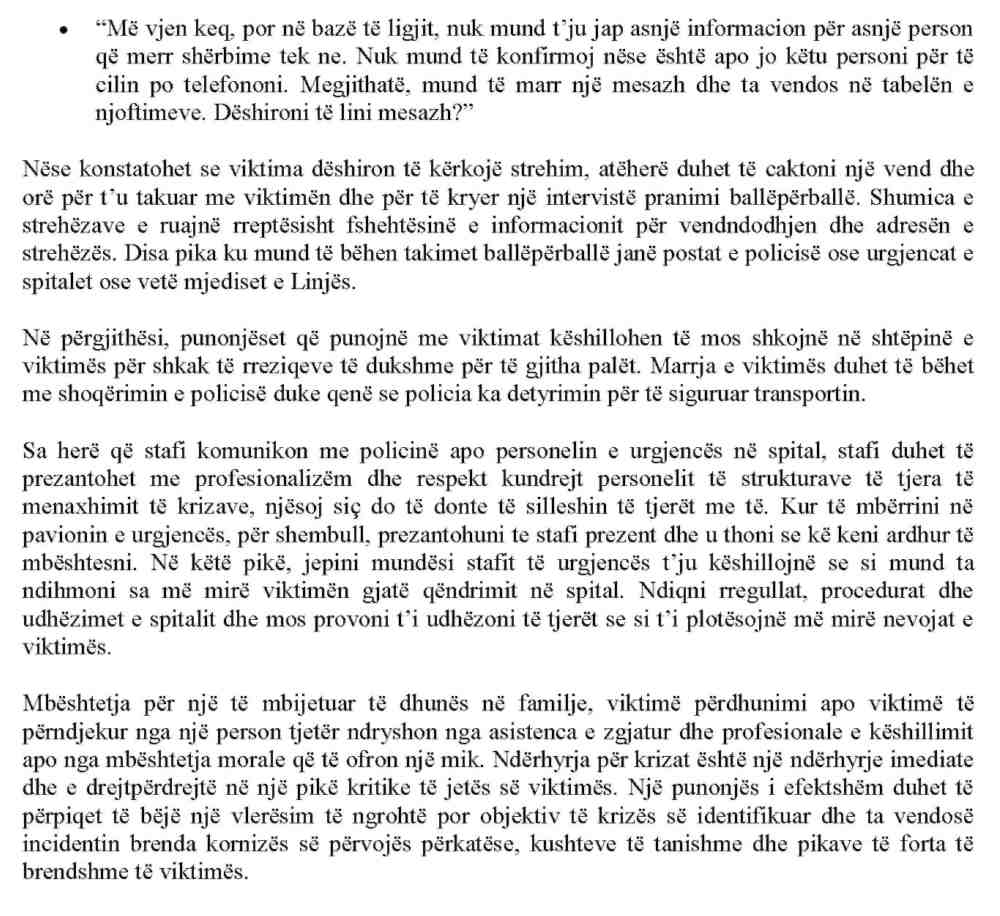 • “Më vjen keq, por në bazë të ligjit, nuk mund t’ju jap asnjë informacion për asnjë person
që merr shërbime tek ne. Nuk mund të konfirmoj nëse është apo jo këtu personi për të
cilin po telefononi. Megjithatë, mund të marr një mesazh dhe ta vendos në tabelën e
njoftimeve. Dëshironi të lini mesazh?”
Nëse konstatohet se viktima dëshiron të kërkojë strehim, atëherë duhet të caktoni një vend dhe
orë për t’u takuar me viktimën dhe për të kryer një intervistë pranimi ballëpërballë. Shumica e
strehëzave e ruajnë rreptësisht fshehtësinë e informacionit për vendndodhjen dhe adresën e
strehëzës. Disa pika ku mund të bëhen takimet ballëpërballë janë postat e policisë ose urgjencat e
spitalet ose vetë mjediset e Linjës.
Në përgjithësi, punonjëset që punojnë me viktimat këshillohen të mos shkojnë në shtëpinë e
viktimës për shkak të rreziqeve të dukshme për të gjitha palët. Marrja e viktimës duhet të bëhet
me shoqërimin e policisë duke qenë se policia ka detyrimin për të siguruar transportin.
Sa herë që stafi komunikon me policinë apo personelin e urgjencës në spital, stafi duhet të
prezantohet me profesionalizëm dhe respekt kundrejt personelit të strukturave të tjera të
menaxhimit të krizave, njësoj siç do të donte të silleshin të tjerët me të. Kur të mbërrini në
pavionin e urgjencës, për shembull, prezantohuni te stafi prezent dhe u thoni se kë keni ardhur të
mbështesni. Në këtë pikë, jepini mundësi stafit të urgjencës t’ju këshillojnë se si mund ta
ndihmoni sa më mirë viktimën gjatë qëndrimit në spital. Ndiqni rregullat, procedurat dhe
udhëzimet e spitalit dhe mos provoni t’i udhëzoni të tjerët se si t’i plotësojnë më mirë nevojat e
viktimës.
Mbështetja për një të mbijetuar të dhunës në familje, viktimë përdhunimi apo viktimë të
përndjekur nga një person tjetër ndryshon nga asistenca e zgjatur dhe profesionale e këshillimit
apo nga mbështetja morale që të ofron një mik. Ndërhyrja për krizat është një ndërhyrje imediate
dhe e drejtpërdrejtë në një pikë kritike të jetës së viktimës. Një punonjës i efektshëm duhet të
përpiqet të bëjë një vlerësim të ngrohtë por objektiv të krizës së identifikuar dhe ta vendosë
incidentin brenda kornizës së përvojës përkatëse, kushteve të tanishme dhe pikave të forta të
brendshme të viktimës.